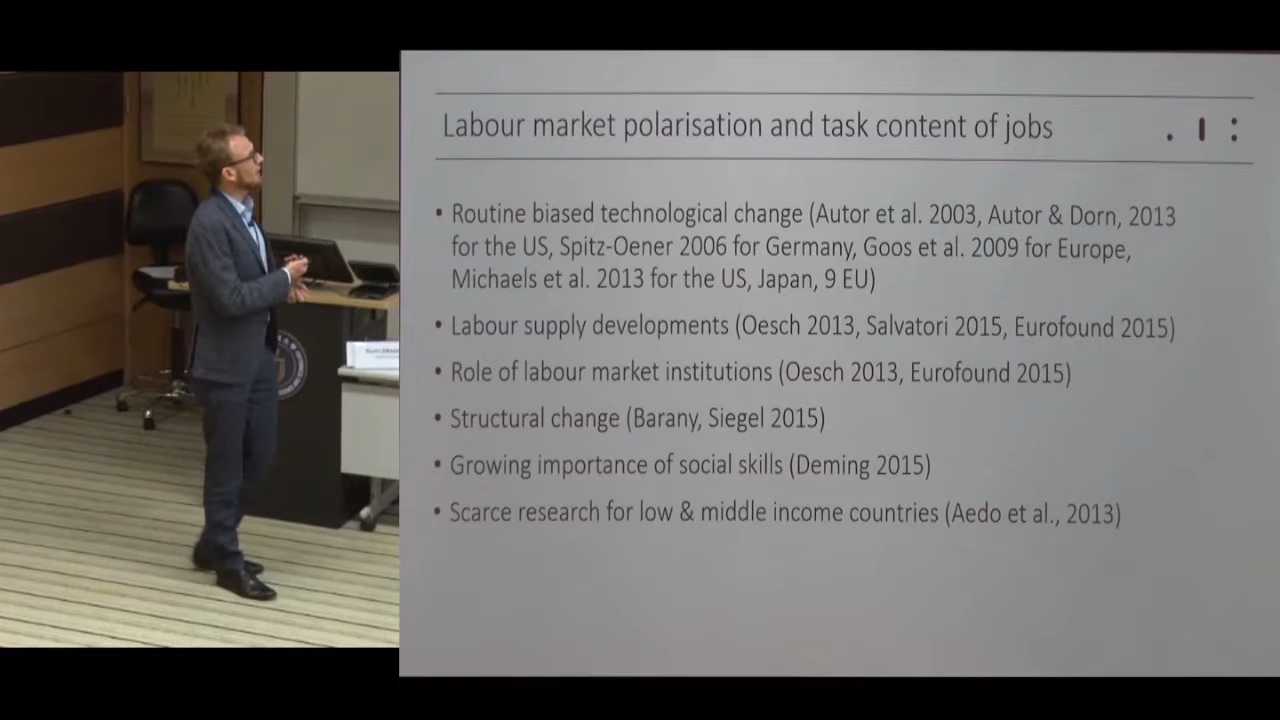 Labour market polarisation and task content of jobs
• Routine biased technological change (Autor et al. 2003, Autor & Dorn, 2013
for the US, Spitz-Oener 2006 for Germany, Goos et al. 2009 for Europe,
Michaels et al. 2013 for the US, Japan, 9 EU)
• Labour supply developments (Oesch 2013, Salvatori 2015, Eurofound 2015)
• Role of labour market institutions (Oesch 2013, Eurofound 2015)
• Structural change (Barany, Siegel 2015)
• Growing importance of social skills (Deming 2015)
• Scarce research for low & middle income countries (Aedo et al., 2013)